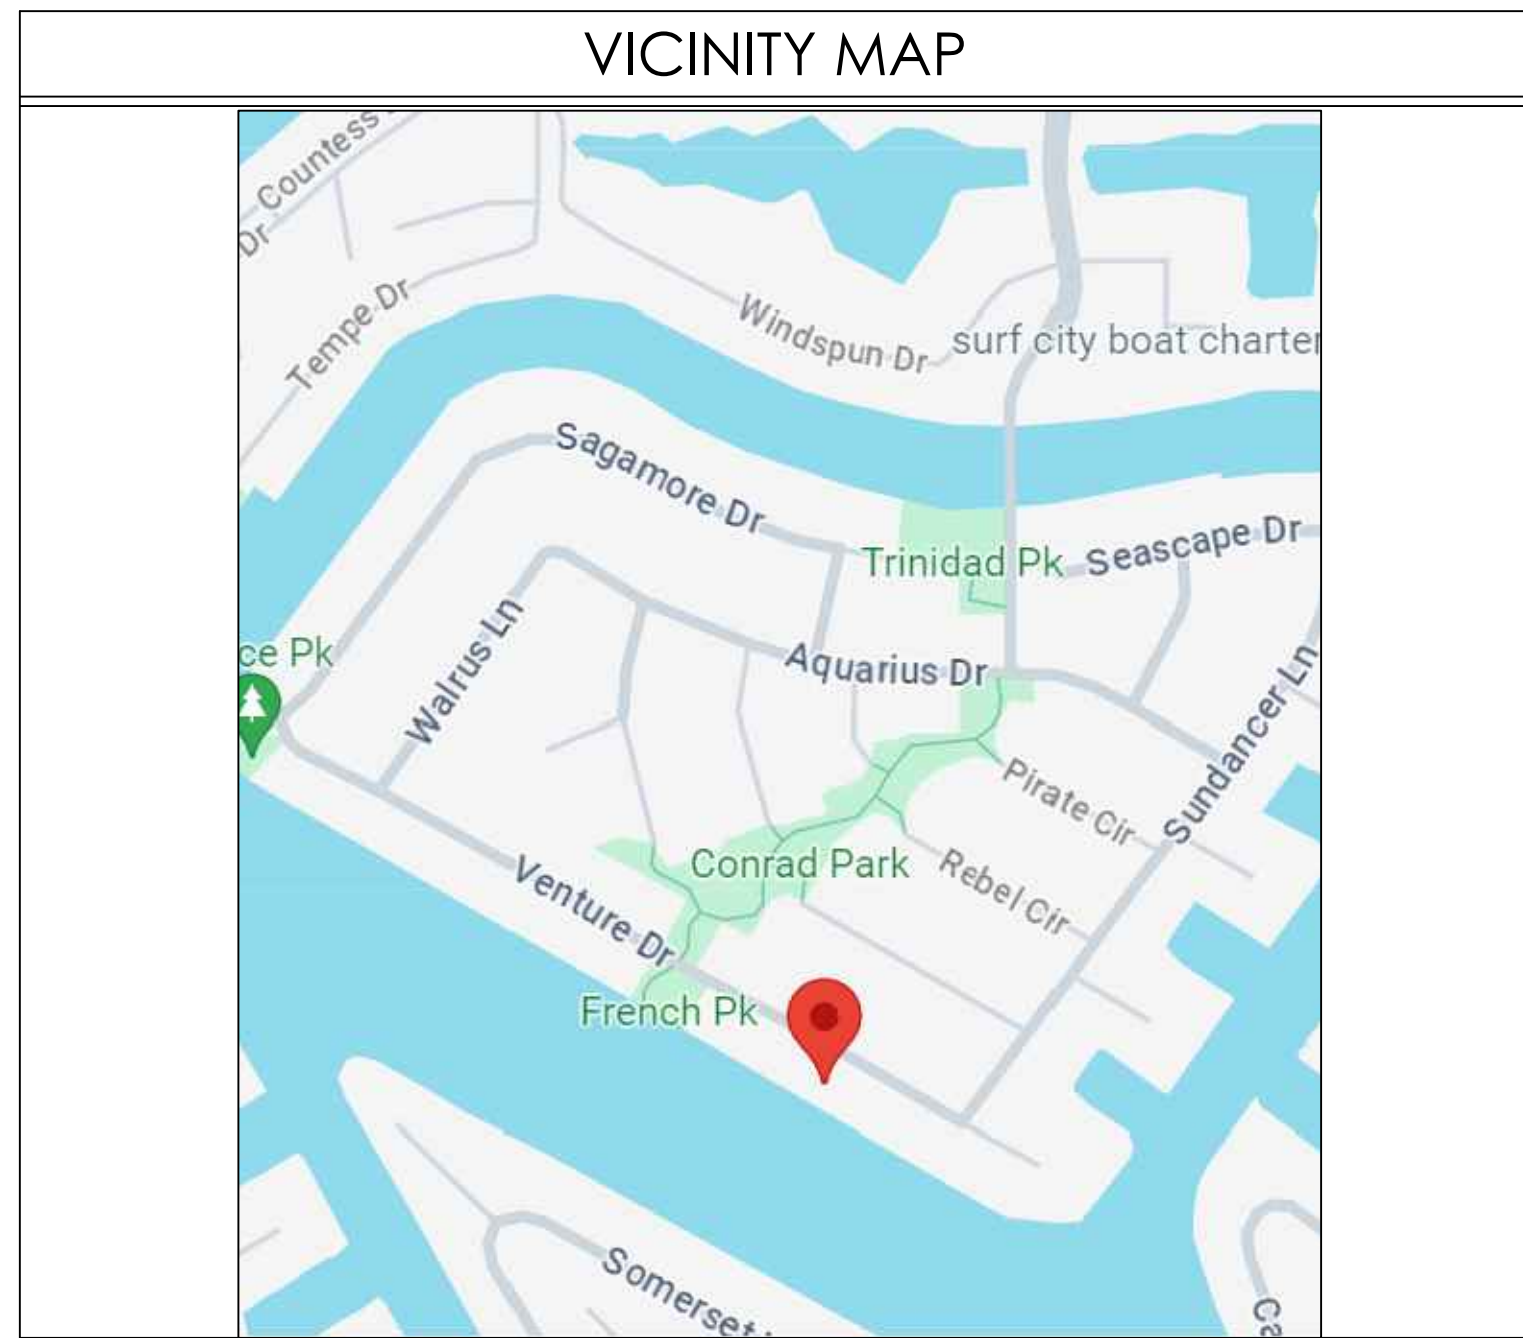 VICINITY MAP
Countess
Dr
Tempe Dr
Windspun Dr
surf city boat charter
Sagamore Dr
Trinidad Pk
Seascape Dr
ce Pk
Walrus Ln
Aquarius Dr
Sundancer Ln
Pirate Cir
Conrad Park
Rebel Cir
Venture Dr
French Pk
Somerset
Ca